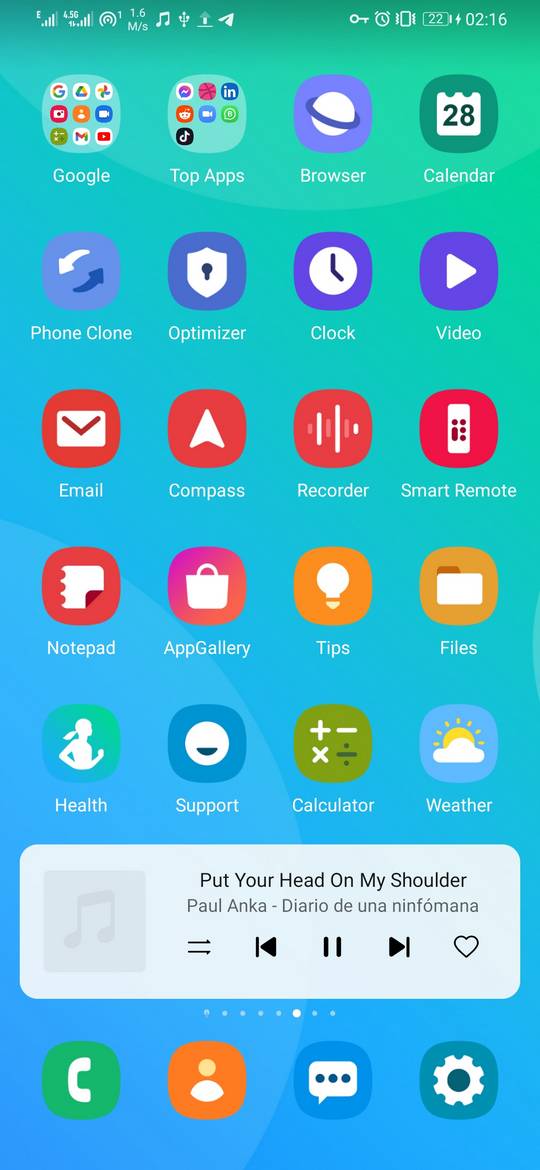 E 4.5G 1 1.6 M/s 22 02:16
28
Google Top Apps Browser Calendar
Phone Clone Optimizer Clock Video
Email Compass Recorder Smart Remote
Notepad AppGallery Tips Files
Health Support Calculator Weather
Put Your Head On My Shoulder
Paul Anka - Diario de una ninfómana